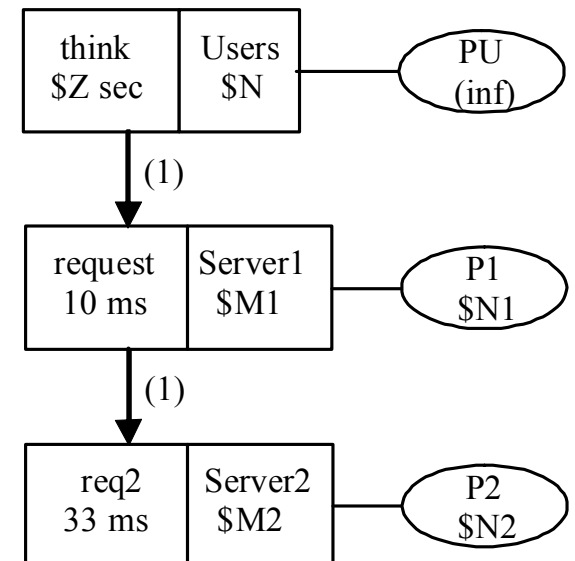 think
$Z sec
Users
$N
PU
(inf)
(1)
request
10 ms
Server1
$M1
P1
$N1
(1)
req2
33 ms
Server2
$M2
P2
$N2